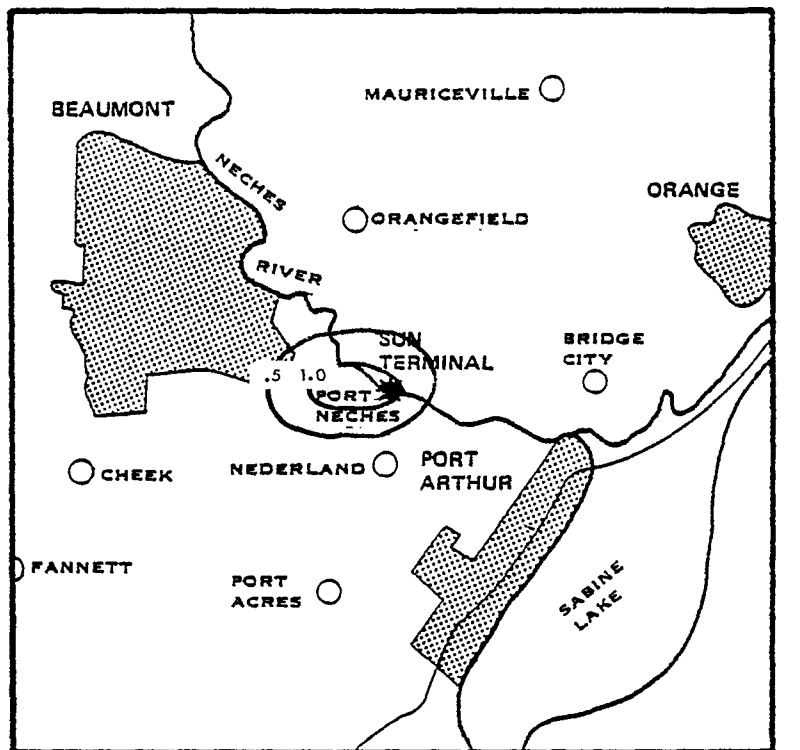 MAURICEVILLE
BEAUMONT
NECHES
ORANGE
ORANGEFIELD
RIVER
SUN
TERMINAL
BRIDGE
CITY
.5 1.0
PORT
NECHES
CHEEK
NEDERLAND
PORT
ARTHUR
FANNETT
PORT
ACRES
SABINE
LAKE